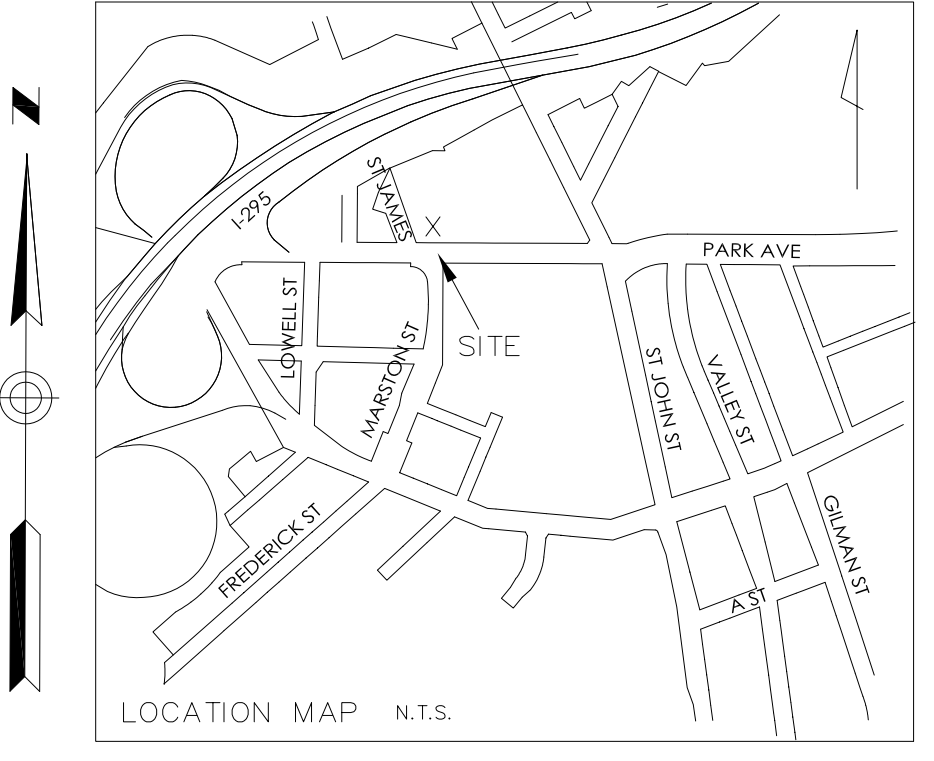 N
ST JAMES
I-295
X
PARK AVE
LOWELL ST
SITE
MARSTON ST
ST JOHN ST
VALLEY ST
FREDERICK ST
GILMAN ST
A ST
LOCATION MAP N.T.S.